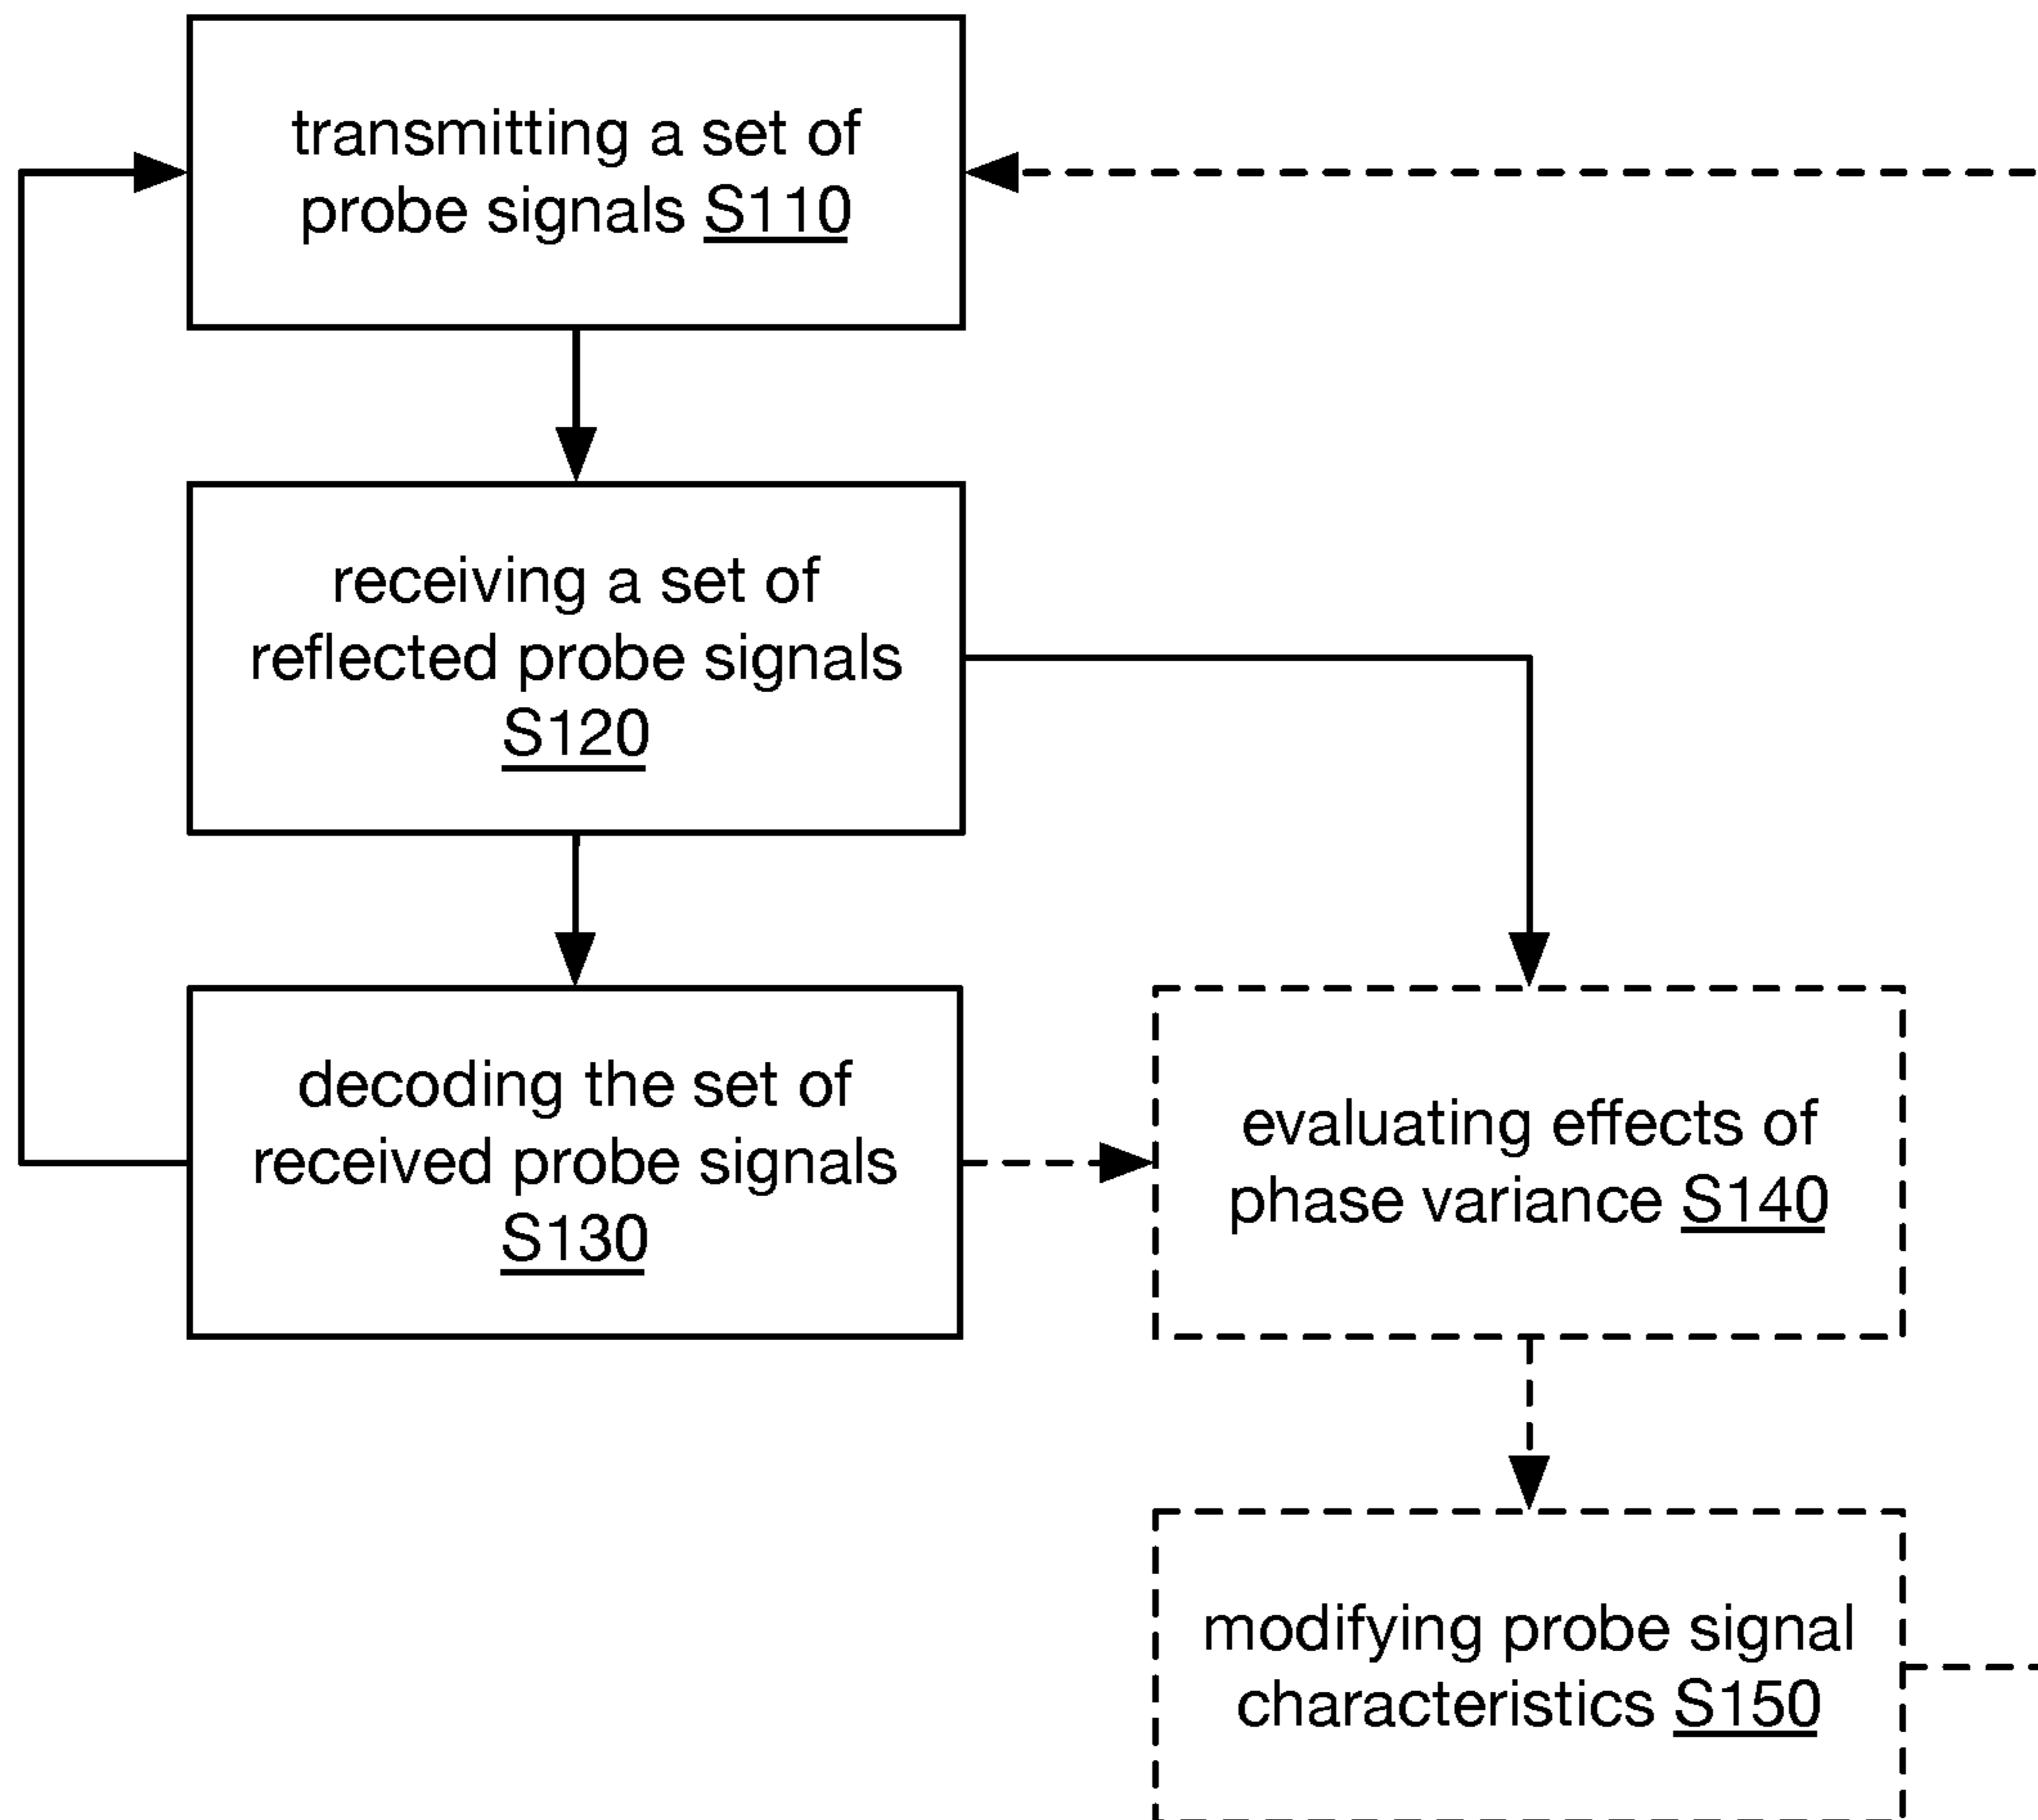 transmitting a set of
probe signals S110
receiving a set of
reflected probe signals
S120
decoding the set of
received probe signals
S130
evaluating effects of
phase variance S140
modifying probe signal
characteristics S150